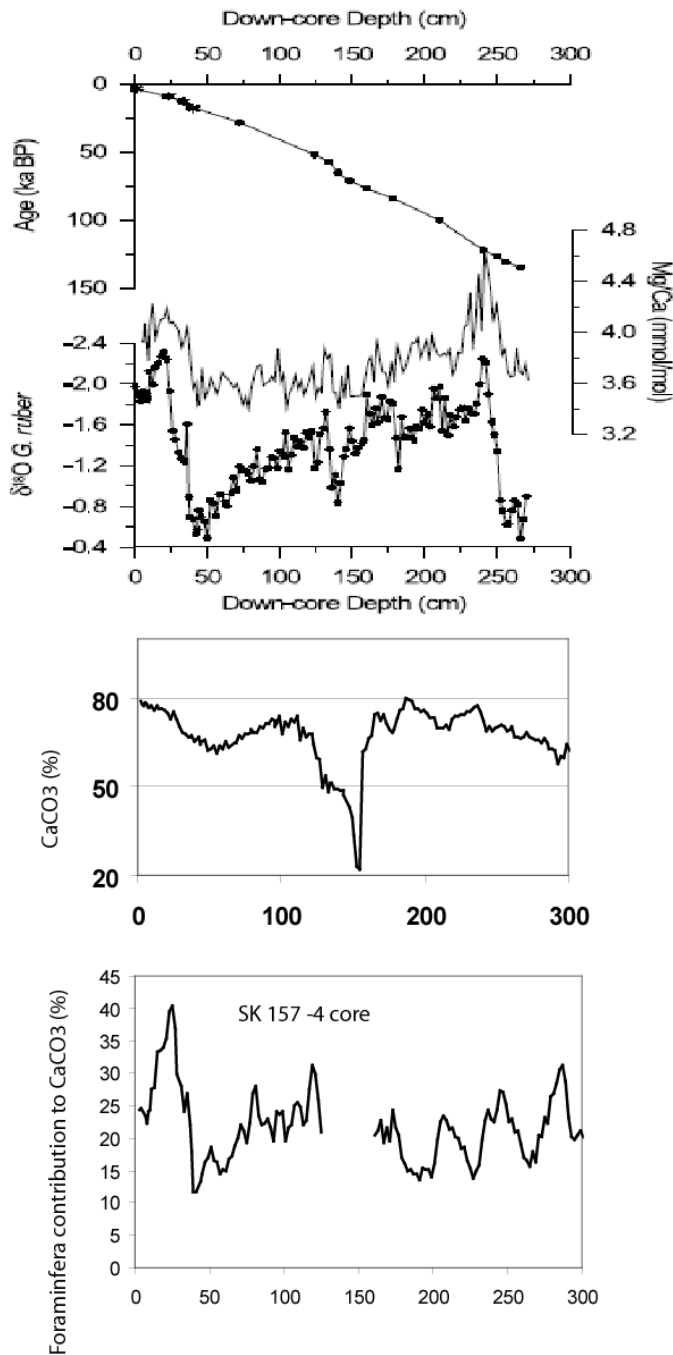 Down-core Depth (cm)
0 50 100 150 200 250 300
0
50
100
150
Age (ka BP)
4.8
4.4
4.0
3.6
3.2
Mg/Ca (mmol/mol)
-2.4
-2.0
-1.6
-1.2
-0.8
-0.4
δ18O G. ruber
0 50 100 150 200 250 300
Down-core Depth (cm)
80
50
20
CaCO3 (%)
0 100 200 300
45
40
35
30
25
20
15
10
5
0
Foraminfera contribution to CaCO3 (%)
SK 157 -4 core
0 50 100 150 200 250 300